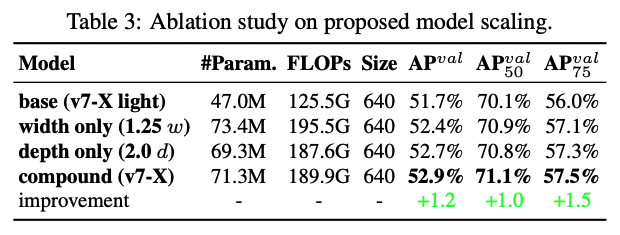 Table 3: Ablation study on proposed model scaling.
Model #Param. FLOPs Size AP^val AP_50^val AP_75^val
base (v7-X light) 47.0M 125.5G 640 51.7% 70.1% 56.0%
width only (1.25 w) 73.4M 195.5G 640 52.4% 70.9% 57.1%
depth only (2.0 d) 69.3M 187.6G 640 52.7% 70.8% 57.3%
compound (v7-X) 71.3M 189.9G 640 52.9% 71.1% 57.5%
improvement - - - +1.2 +1.0 +1.5